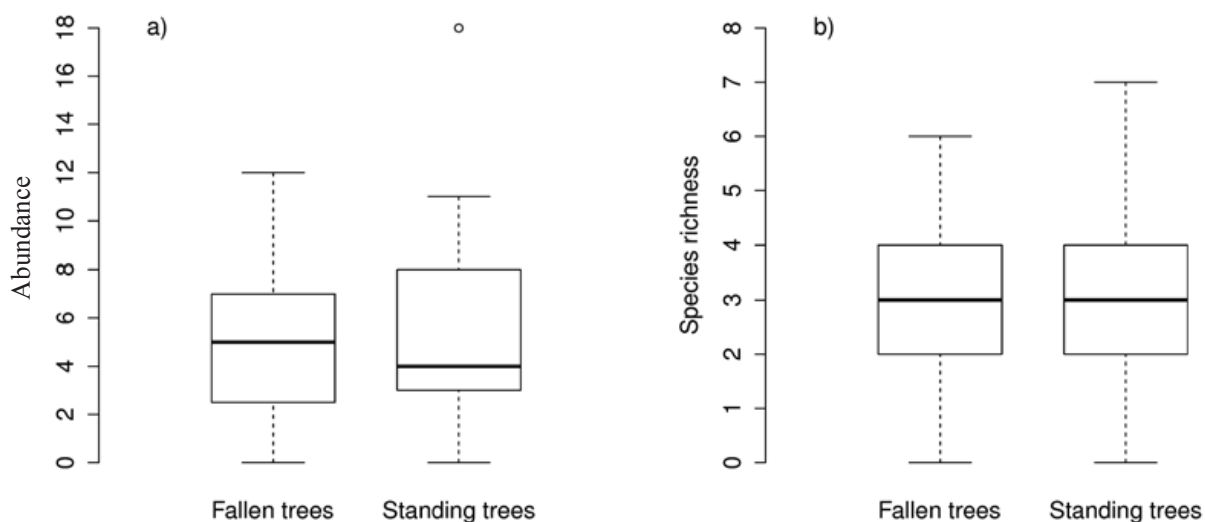 a)
Abundance
0 2 4 6 8 10 12 14 16 18
Fallen trees Standing trees
b)
Species richness
0 1 2 3 4 5 6 7 8
Fallen trees Standing trees